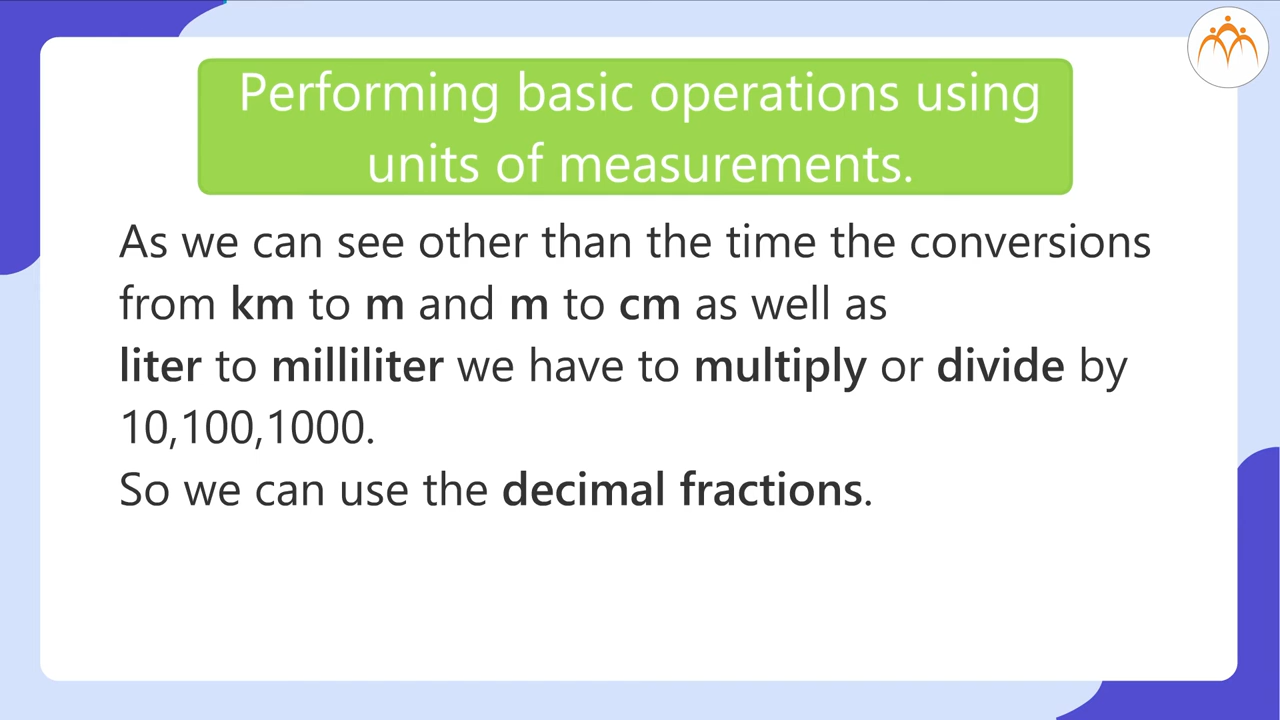 Performing basic operations using
units of measurements.
As we can see other than the time the conversions
from km to m and m to cm as well as
liter to milliliter we have to multiply or divide by
10,100,1000.
So we can use the decimal fractions.